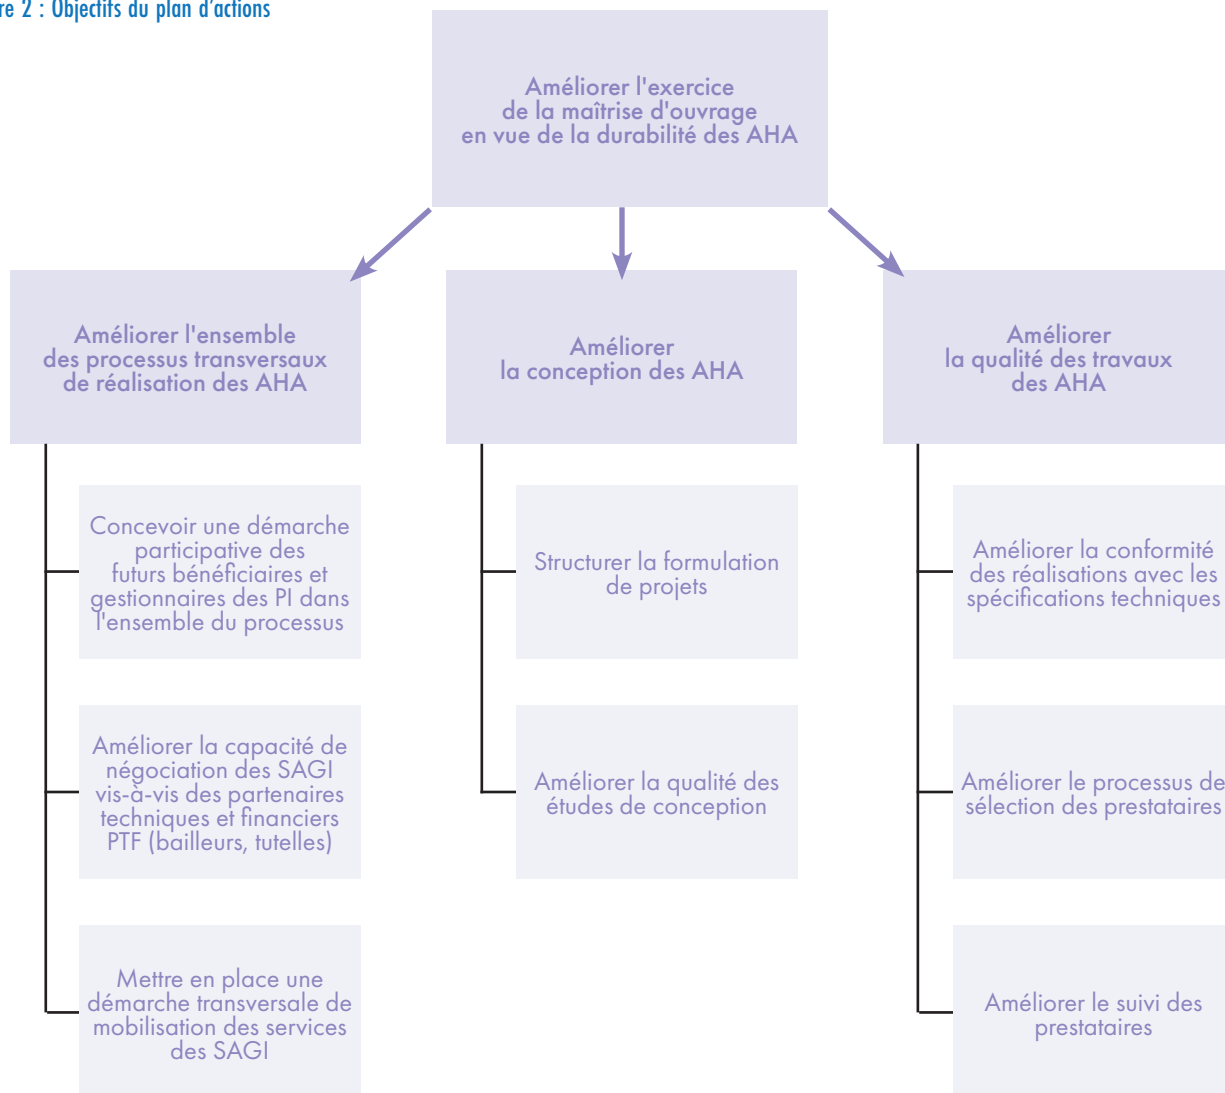 re 2 : Objectifs du plan d'actions
Améliorer l'exercice
de la maîtrise d'ouvrage
en vue de la durabilité des AHA
Améliorer l'ensemble
des processus transversaux
de réalisation des AHA
Concevoir une démarche
participative des
futurs bénéficiaires et
gestionnaires des PI dans
l'ensemble du processus
Améliorer la capacité de
négociation des SAGI
vis-à-vis des partenaires
techniques et financiers
PTF (bailleurs, tutelles)
Mettre en place une
démarche transversale de
mobilisation des services
des SAGI
Améliorer
la conception des AHA
Structurer la formulation
de projets
Améliorer la qualité des
études de conception
Améliorer
la qualité des travaux
des AHA
Améliorer la conformité
des réalisations avec les
spécifications techniques
Améliorer le processus de
sélection des prestataires
Améliorer le suivi des
prestataires